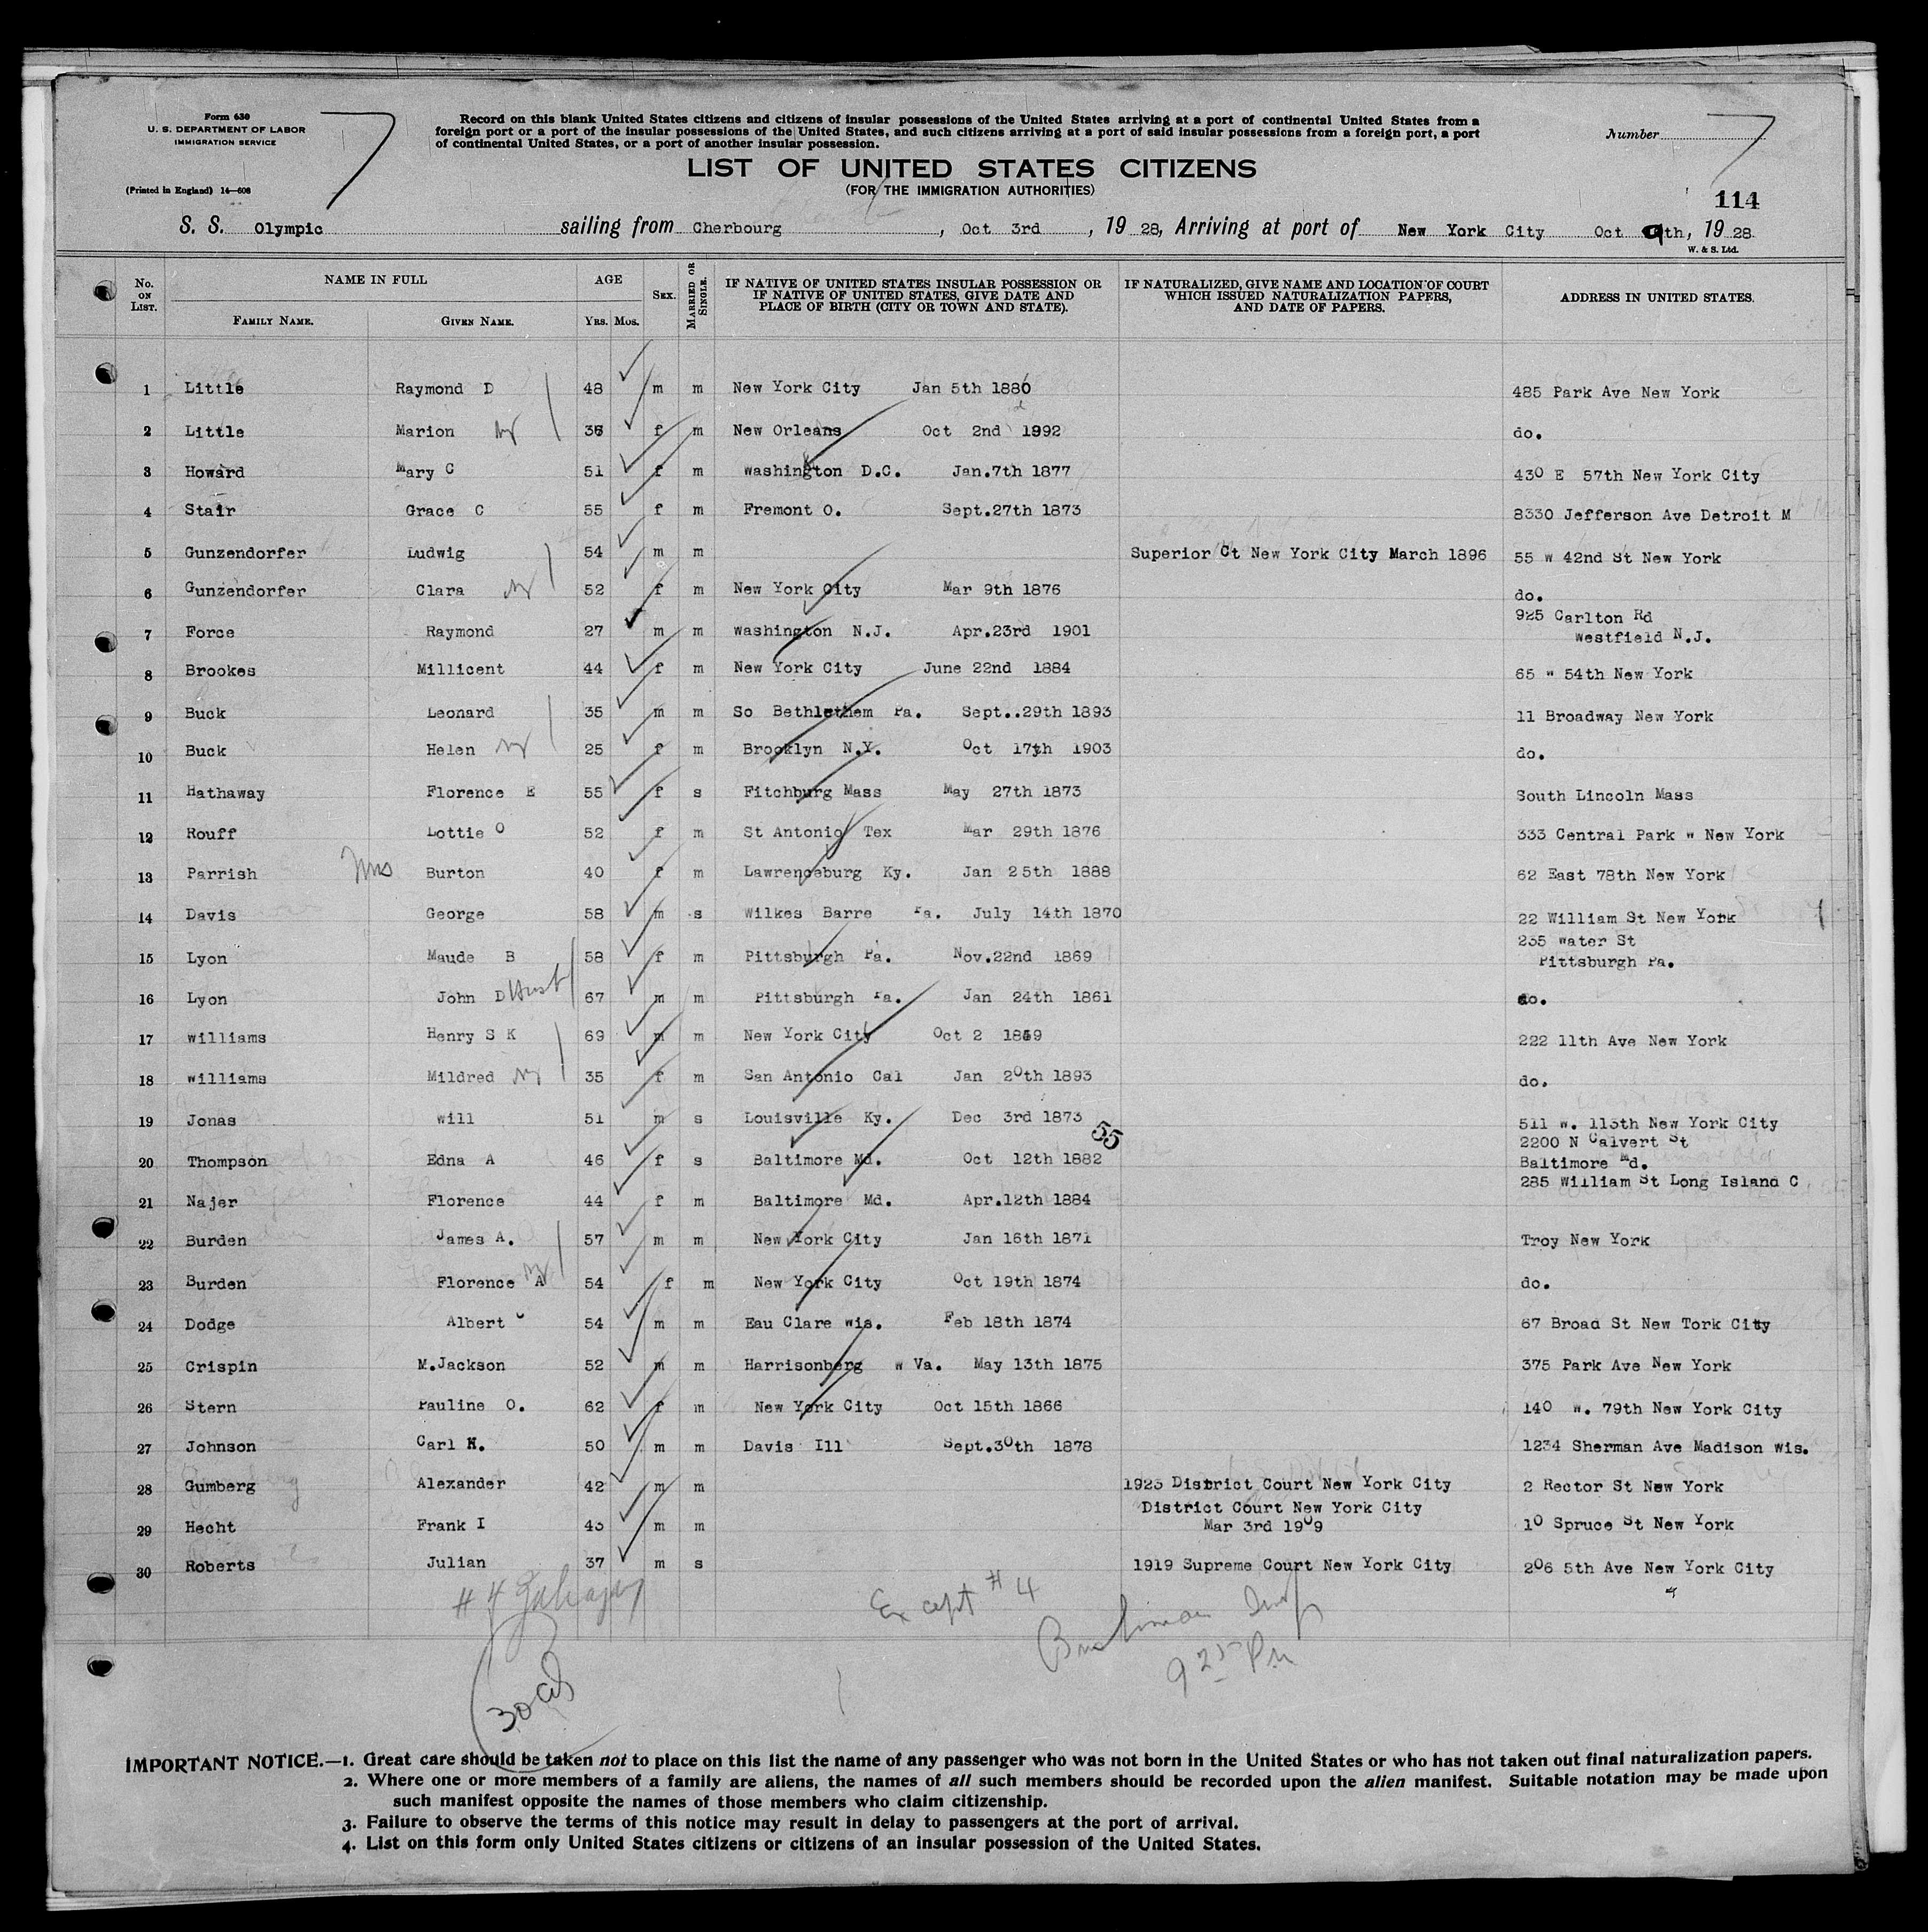 Form 630
U. S. DEPARTMENT OF LABOR
IMMIGRATION SERVICE
(Printed in England) 14—608
7
Record on this blank United States citizens and citizens of insular possessions of the United States arriving at a port of continental United States from a
foreign port or a port of the insular possessions of the United States, and such citizens arriving at a port of said insular possessions from a foreign port, a port
of continental United States, or a port of another insular possession.
LIST OF UNITED STATES CITIZENS
(FOR THE IMMIGRATION AUTHORITIES)
Number 7
114
S. S. Olympic sailing from Cherbourg, Oct 3rd, 1928, Arriving at port of New York City Oct 9th, 1928
W. & S. Ltd.
No. ON LIST. NAME IN FULL FAMILY NAME. GIVEN NAME. AGE YRS. MOS. SEX. MARRIED OR SINGLE. IF NATIVE OF UNITED STATES INSULAR POSSESSION OR IF NATIVE OF UNITED STATES, GIVE DATE AND PLACE OF BIRTH (CITY OR TOWN AND STATE). IF NATURALIZED, GIVE NAME AND LOCATION OF COURT WHICH ISSUED NATURALIZATION PAPERS, AND DATE OF PAPERS. ADDRESS IN UNITED STATES.
1 Little Raymond D 48 m m New York City Jan 5th 1880 485 Park Ave New York
2 Little Marion 36 f m New Orleans Oct 2nd 1892 do.
3 Howard Mary C 51 f m Washington D.C. Jan.7th 1877 430 E 57th New York City
4 Stair Grace C 55 f m Fremont O. Sept.27th 1873 8330 Jefferson Ave Detroit M
5 Gunzendorfer Ludwig 54 m m Superior Ct New York City March 1896 55 W 42nd St New York
6 Gunzendorfer Clara 52 f m New York City Mar 9th 1876 do.
7 Force Raymond 27 m m Washington N.J. Apr.23rd 1901 925 Carlton Rd
Westfield N.J.
8 Brookes Millicent 44 f m New York City June 22nd 1884 65 W 54th New York
9 Buck Leonard 35 m m So Bethlethem Pa. Sept..29th 1893 11 Broadway New York
10 Buck Helen 25 f m Brooklyn N.Y. Oct 17th 1903 do.
11 Hathaway Florence E 55 f s Fitchburg Mass May 27th 1873 South Lincoln Mass
12 Rouff Lottie O 52 f m St Antonio Tex Mar 29th 1876 333 Central Park W New York
13 Parrish Mrs Burton 40 f m Lawrenceburg Ky. Jan 25th 1888 62 East 78th New York
14 Davis George 58 m s Wilkes Barre Pa. July 14th 1870 22 William St New York
15 Lyon Maude B 58 f m Pittsburgh Pa. Nov.22nd 1869 235 Water St
Pittsburgh Pa.
16 Lyon John D Husb 67 m m Pittsburgh Pa. Jan 24th 1861 do.
17 Williams Henry S K 69 m m New York City Oct 2 1859 222 11th Ave New York
18 Williams Mildred 35 f m San Antonio Cal Jan 20th 1893 do.
19 Jonas Will 51 m s Louisville Ky. Dec 3rd 1873 511 W. 113th New York City
55
20 Thompson Edna A 46 f s Baltimore Md. Oct 12th 1882 2200 N Calvert St
Baltimore Md.
21 Najer Florence 44 f m Baltimore Md. Apr.12th 1884 285 William St Long Island C
22 Burden James A. 57 m m New York City Jan 16th 1871 Troy New York
23 Burden Florence A 54 f m New York City Oct 19th 1874 do.
24 Dodge Albert C 54 m m Eau Clare Wis. Feb 18th 1874 67 Broad St New Tork City
25 Crispin M.Jackson 52 m m Harrisonberg W Va. May 13th 1875 375 Park Ave New York
26 Stern Pauline O. 62 f m New York City Oct 15th 1866 140 W. 79th New York City
27 Johnson Carl H. 50 m m Davis Ill Sept.30th 1878 1234 Sherman Ave Madison Wis.
28 Gumberg Alexander 42 m m 1923 District Court New York City 2 Rector St New York
29 Hecht Frank I 43 m m District Court New York City
Mar 3rd 1909 10 Spruce St New York
30 Roberts Julian 37 m s 1919 Supreme Court New York City 206 5th Ave New York City
# 4
Except # 4
925 Pm
30
IMPORTANT NOTICE.—1. Great care should be taken not to place on this list the name of any passenger who was not born in the United States or who has not taken out final naturalization papers.
2. Where one or more members of a family are aliens, the names of all such members should be recorded upon the alien manifest. Suitable notation may be made upon
such manifest opposite the names of those members who claim citizenship.
3. Failure to observe the terms of this notice may result in delay to passengers at the port of arrival.
4. List on this form only United States citizens or citizens of an insular possession of the United States.